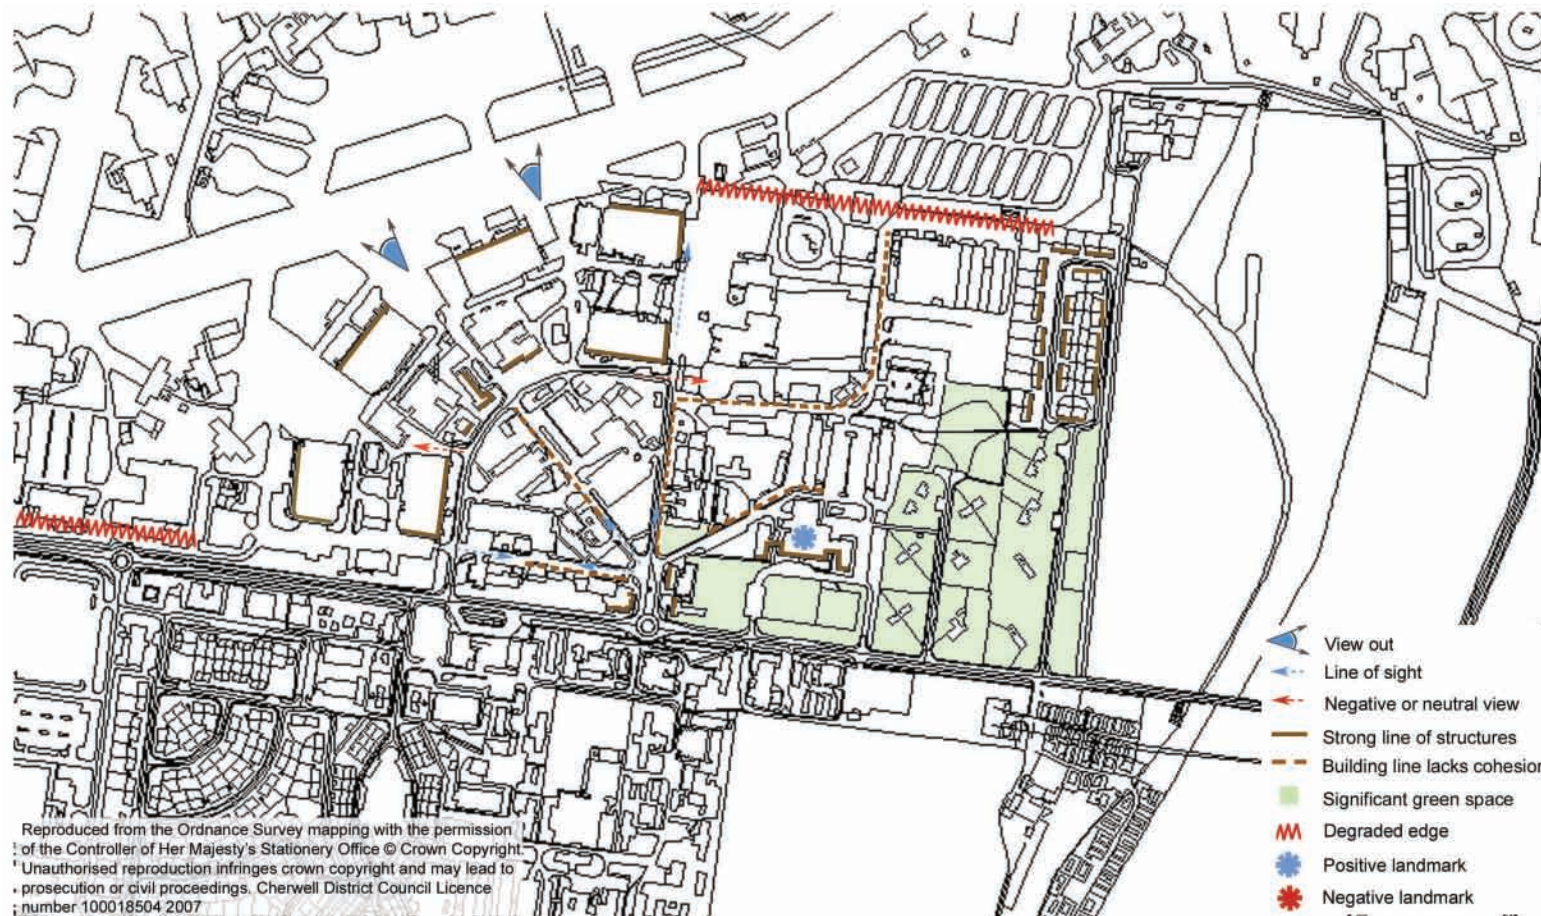 View out
Line of sight
Negative or neutral view
Strong line of structures
Building line lacks cohesion
Significant green space
Degraded edge
Positive landmark
Negative landmark
Reproduced from the Ordnance Survey mapping with the permission
of the Controller of Her Majesty's Stationery Office © Crown Copyright.
Unauthorised reproduction infringes crown copyright and may lead to
prosecution or civil proceedings. Cherwell District Council Licence
number 100018504 2007